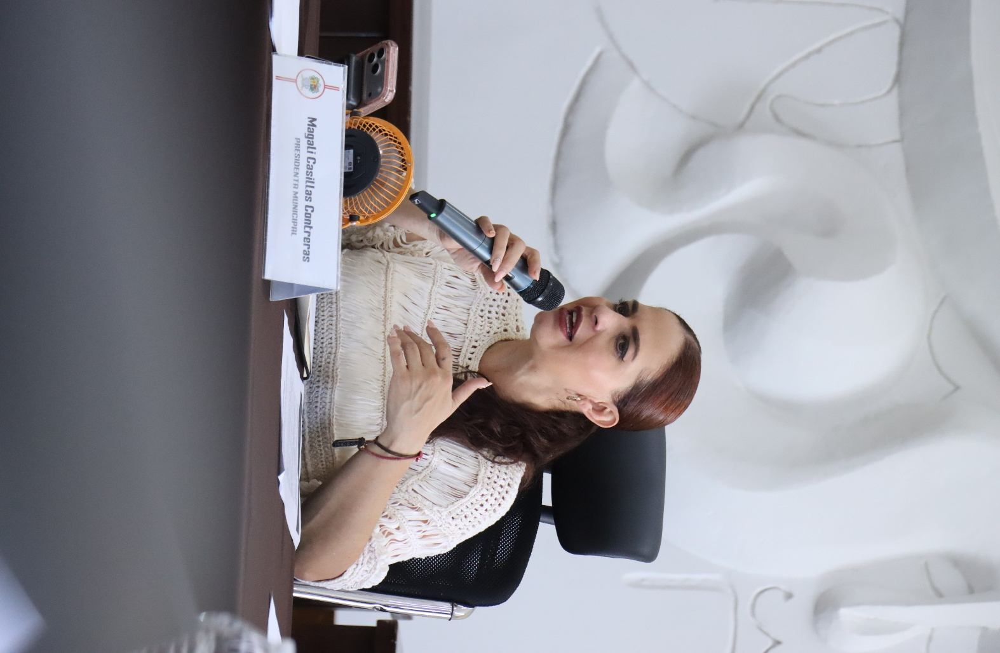 Magali Casillas Contreras
PRESIDENTA MUNICIPAL